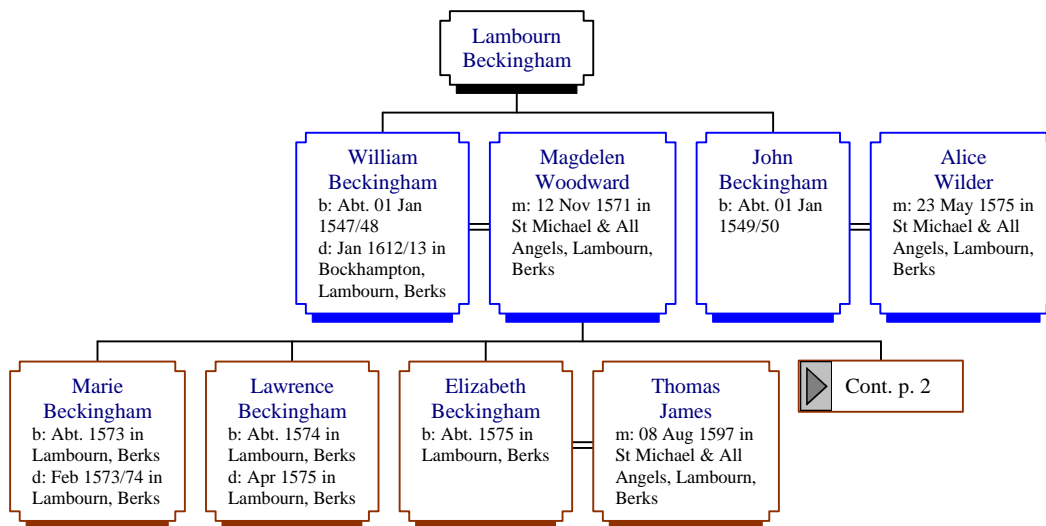 Lambourn
Beckingham
William
Beckingham
b: Abt. 01 Jan
1547/48
d: Jan 1612/13 in
Bockhampton,
Lambourn, Berks
Magdelen
Woodward
m: 12 Nov 1571 in
St Michael & All
Angels, Lambourn,
Berks
John
Beckingham
b: Abt. 01 Jan
1549/50
Alice
Wilder
m: 23 May 1575 in
St Michael & All
Angels, Lambourn,
Berks
Marie
Beckingham
b: Abt. 1573 in
Lambourn, Berks
d: Feb 1573/74 in
Lambourn, Berks
Lawrence
Beckingham
b: Abt. 1574 in
Lambourn, Berks
d: Apr 1575 in
Lambourn, Berks
Elizabeth
Beckingham
b: Abt. 1575 in
Lambourn, Berks
Thomas
James
m: 08 Aug 1597 in
St Michael & All
Angels, Lambourn,
Berks
Cont. p. 2